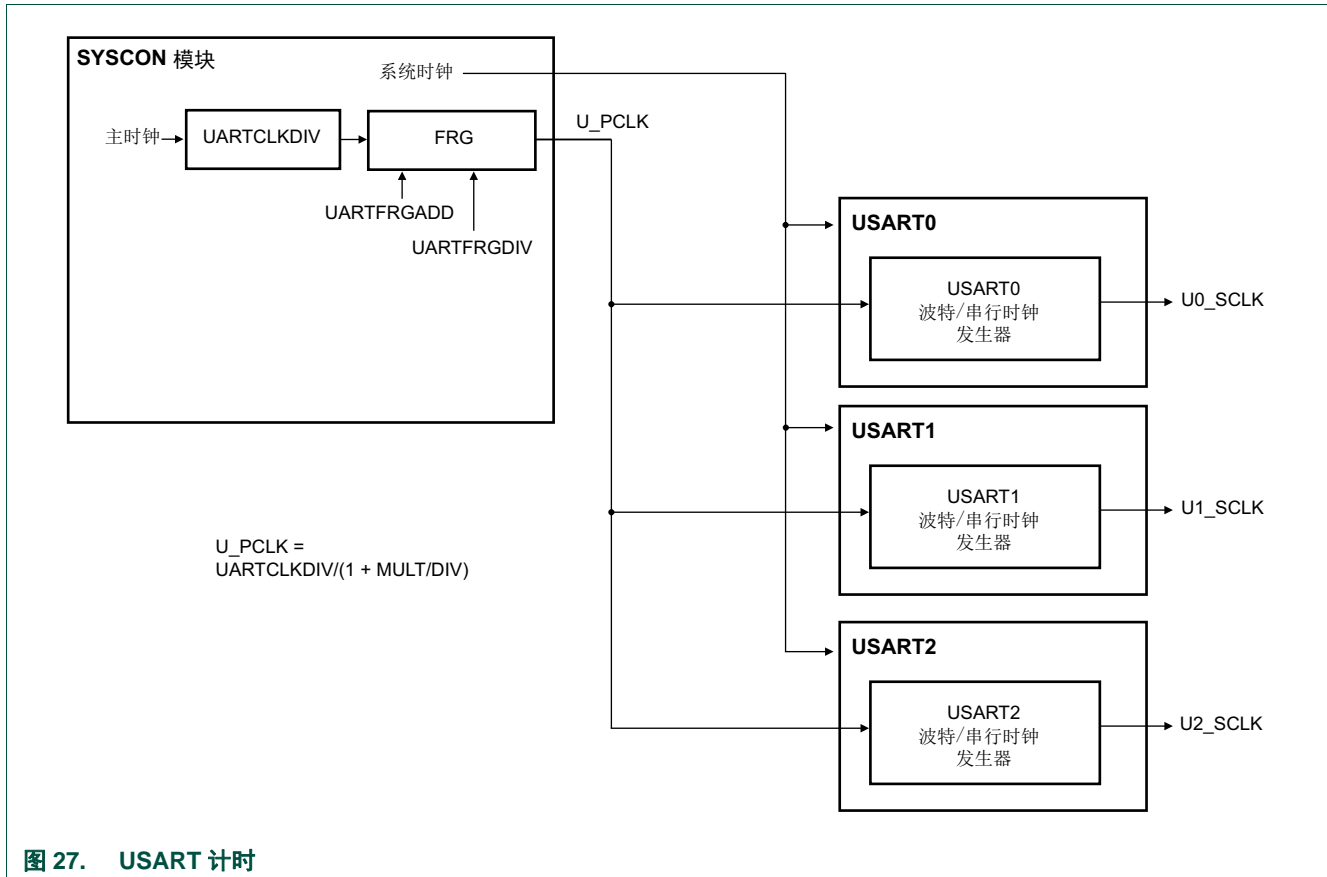 SYSCON 模块
系统时钟
主时钟
UARTCLKDIV
FRG
U_PCLK
UARTFRGADD
UARTFRGDIV
USART0
USART0
波特/串行时钟
发生器
U0_SCLK
USART1
USART1
波特/串行时钟
发生器
U1_SCLK
U_PCLK =
UARTCLKDIV/(1 + MULT/DIV)
USART2
USART2
波特/串行时钟
发生器
U2_SCLK
图 27. USART 计时